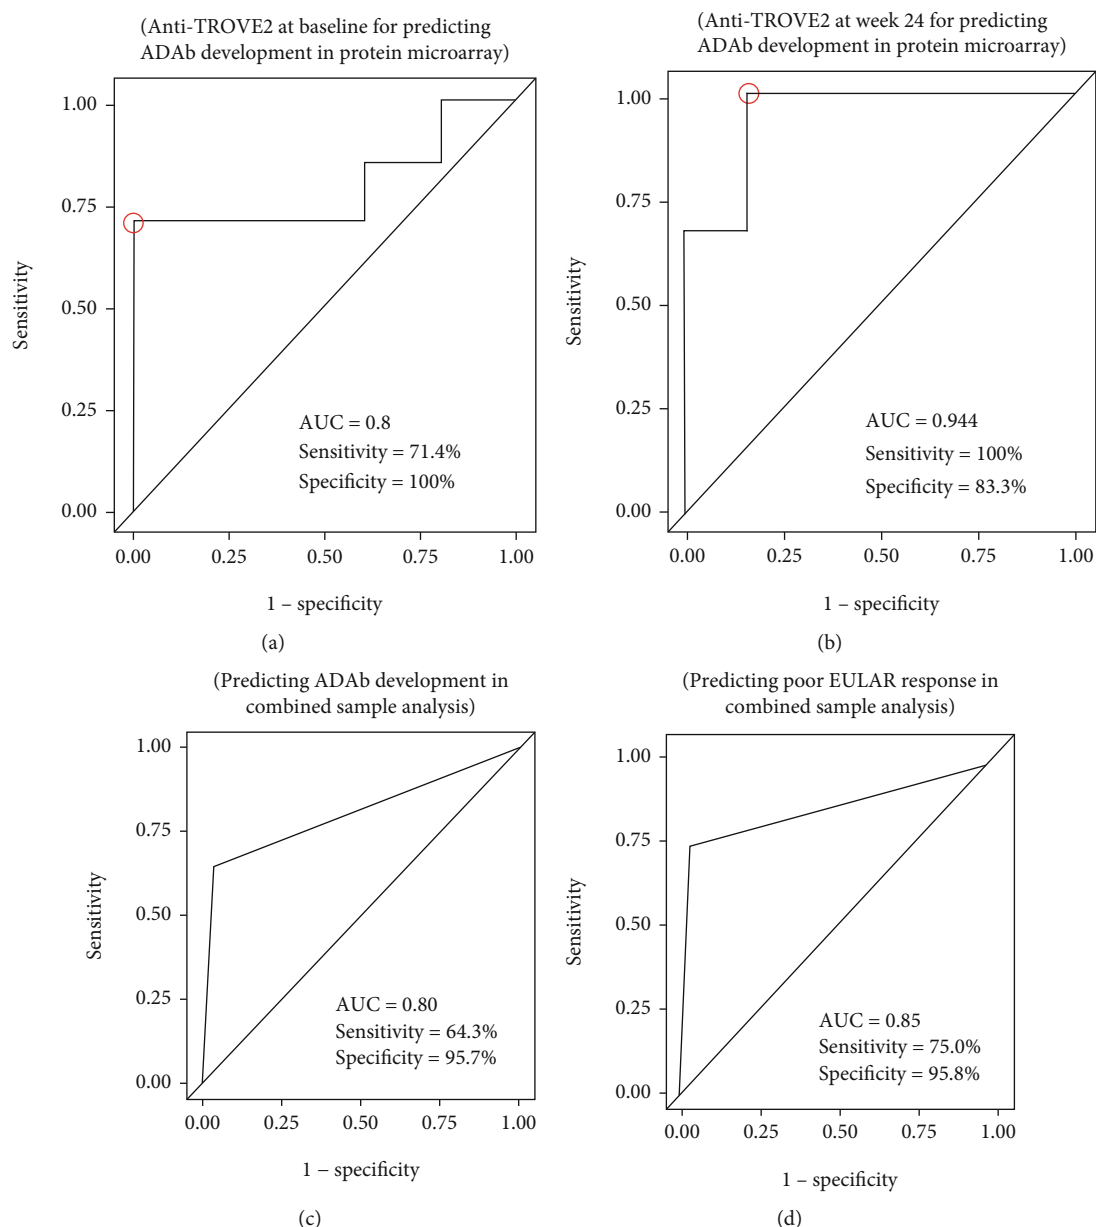 (Anti-TROVE2 at baseline for predicting
ADAb development in protein microarray)
1.00
0.75
0.50
0.25
0.00
Sensitivity
AUC = 0.8
Sensitivity = 71.4%
Specificity = 100%
0.00 0.25 0.50 0.75 1.00
1 – specificity
(a)
(Anti-TROVE2 at week 24 for predicting
ADAb development in protein microarray)
1.00
0.75
0.50
0.25
0.00
Sensitivity
AUC = 0.944
Sensitivity = 100%
Specificity = 83.3%
0.00 0.25 0.50 0.75 1.00
1 – specificity
(b)
(Predicting ADAb development in
combined sample analysis)
1.00
0.75
0.50
0.25
0.00
Sensitivity
AUC = 0.80
Sensitivity = 64.3%
Specificity = 95.7%
0.00 0.25 0.50 0.75 1.00
1 – specificity
(c)
(Predicting poor EULAR response in
combined sample analysis)
1.00
0.75
0.50
0.25
0.00
Sensitivity
AUC = 0.85
Sensitivity = 75.0%
Specificity = 95.8%
0.00 0.25 0.50 0.75 1.00
1 – specificity
(d)